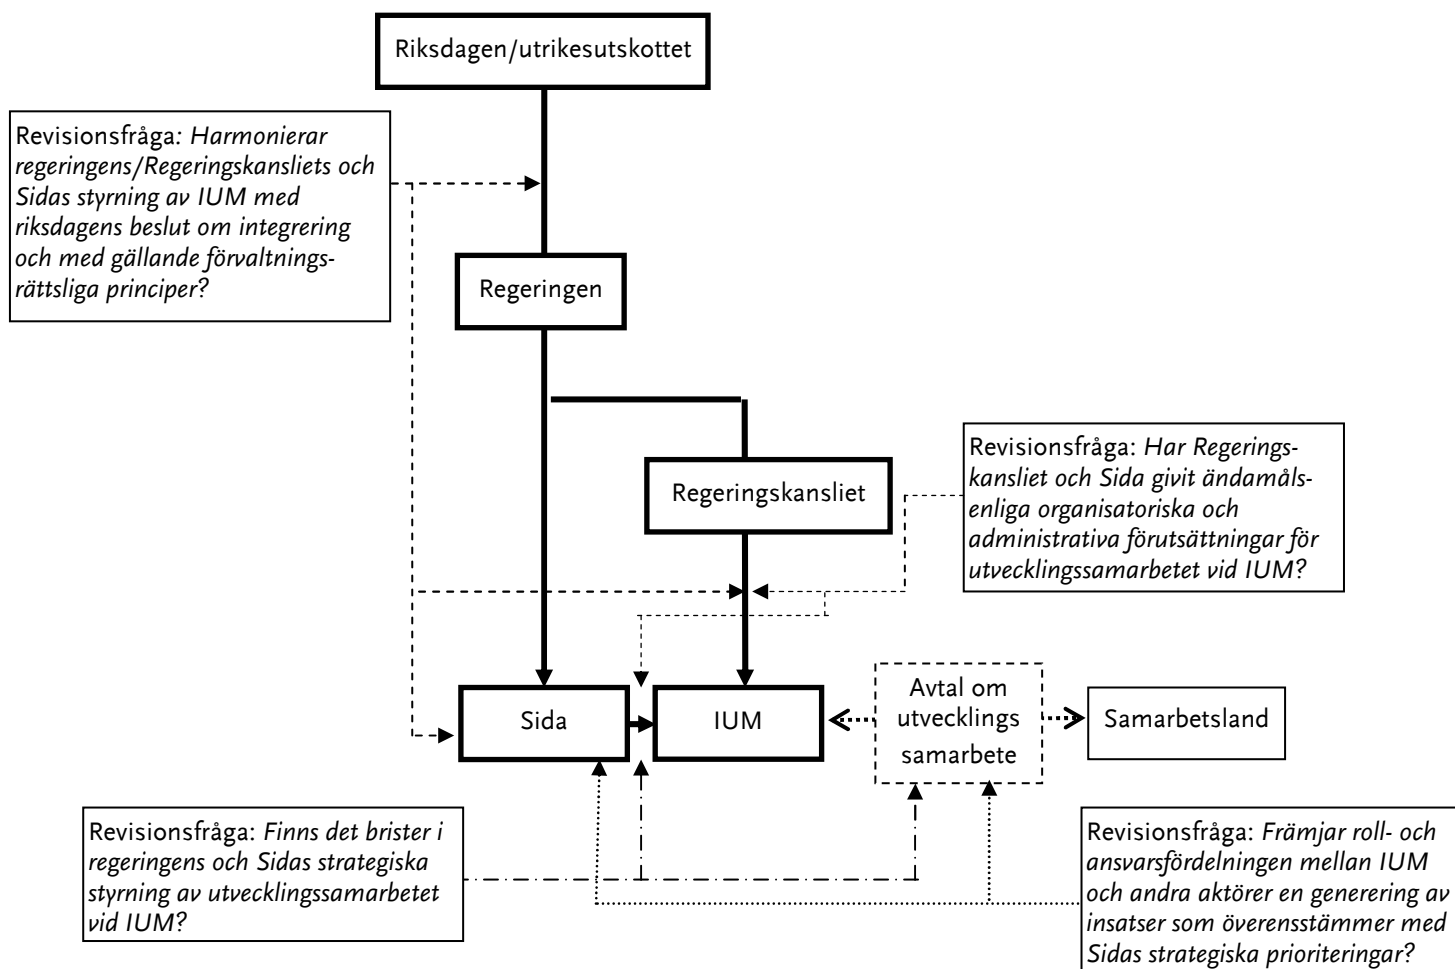 Riksdagen/utrikesutskottet
Revisionsfråga: Harmonierar
regeringens/Regeringskansliets och
Sidas styrning av IUM med
riksdagens beslut om integrering
och med gällande förvaltnings-
rättsliga principer?
Regeringen
Regeringskansliet
Revisionsfråga: Har Regerings-
kansliet och Sida givit ändamåls-
enliga organisatoriska och
administrativa förutsättningar för
utvecklingssamarbetet vid IUM?
Sida
IUM
Avtal om
utvecklings
samarbete
Samarbetsland
Revisionsfråga: Finns det brister i
regeringens och Sidas strategiska
styrning av utvecklingssamarbetet
vid IUM?
Revisionsfråga: Främjar roll- och
ansvarsfördelningen mellan IUM
och andra aktörer en generering av
insatser som överensstämmer med
Sidas strategiska prioriteringar?